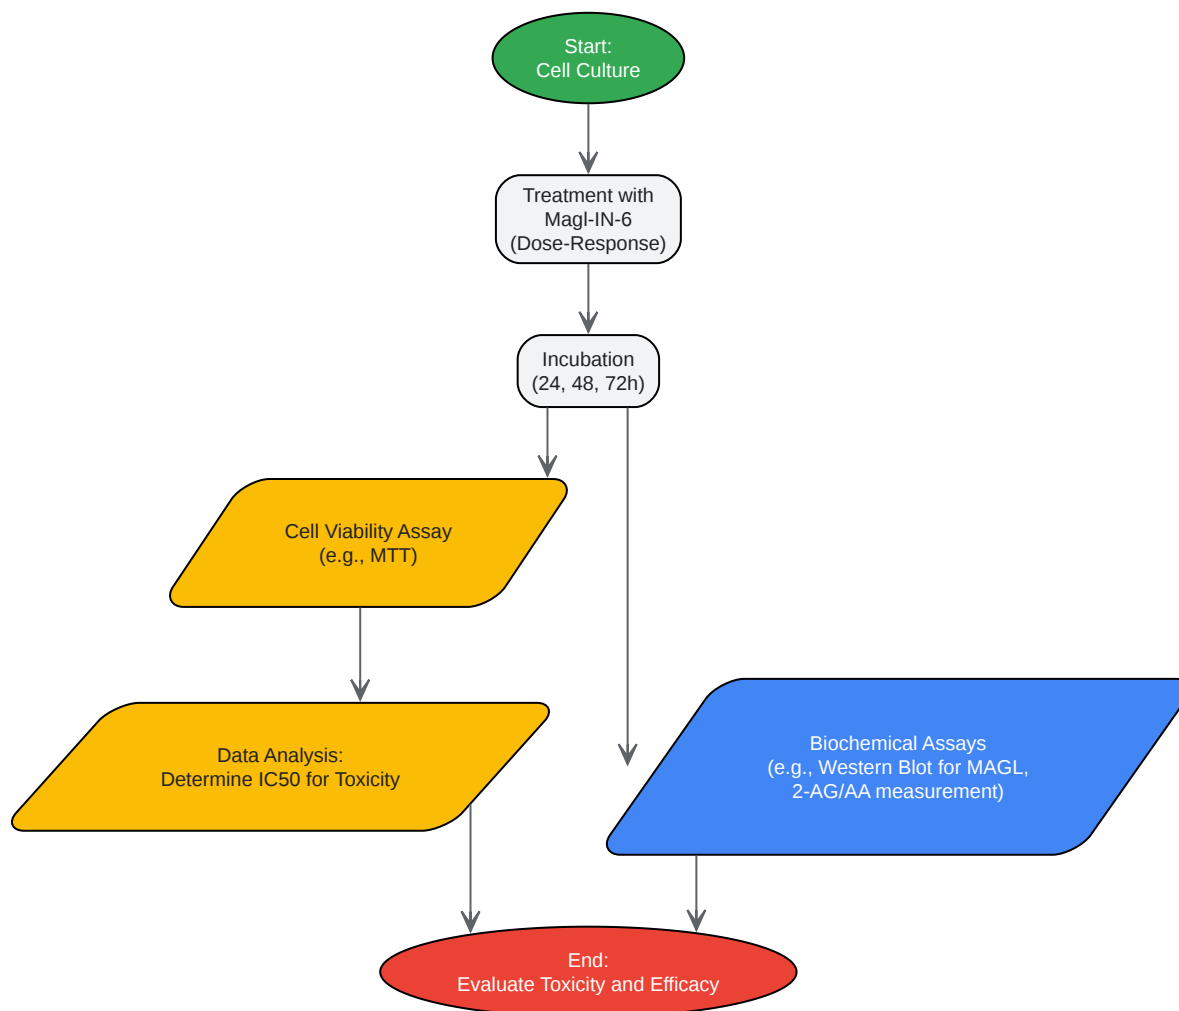 Start:
Cell Culture
Treatment with
Magl-IN-6
(Dose-Response)
Incubation
(24, 48, 72h)
Cell Viability Assay
(e.g., MTT)
Data Analysis:
Determine IC50 for Toxicity
Biochemical Assays
(e.g., Western Blot for MAGL,
2-AG/AA measurement)
End:
Evaluate Toxicity and Efficacy